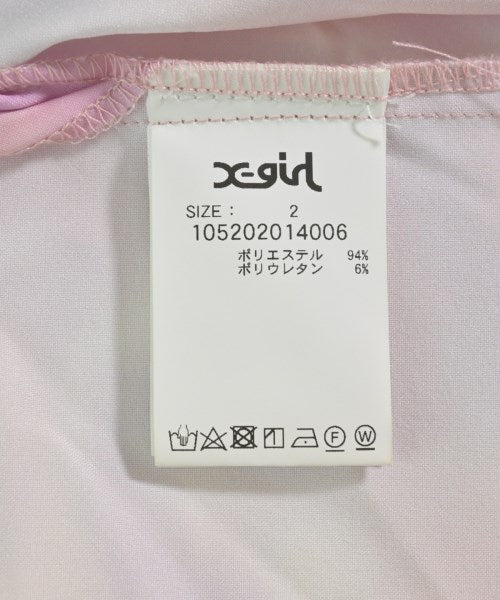 X-girl
SIZE : 2
105202014006
ポリエステル 94%
ポリウレタン 6%
F W